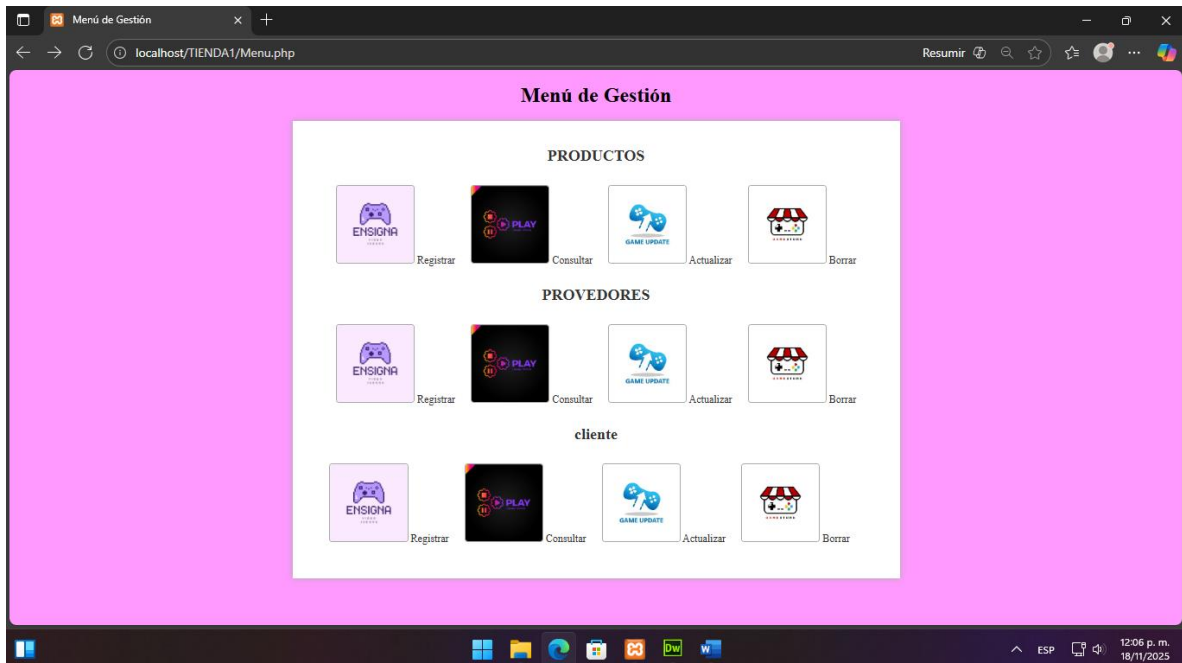 Menú de Gestión
localhost/TIENDA1/Menu.php
Resumir
Menú de Gestión
PRODUCTOS
ENSIGNA
Registrar
PLAY
Consultar
GAME UPDATE
Actualizar
Borrar
PROVEDORES
ENSIGNA
Registrar
PLAY
Consultar
GAME UPDATE
Actualizar
Borrar
cliente
ENSIGNA
Registrar
PLAY
Consultar
GAME UPDATE
Actualizar
Borrar
Dw
W
ESP
12:06 p. m.
18/11/2025